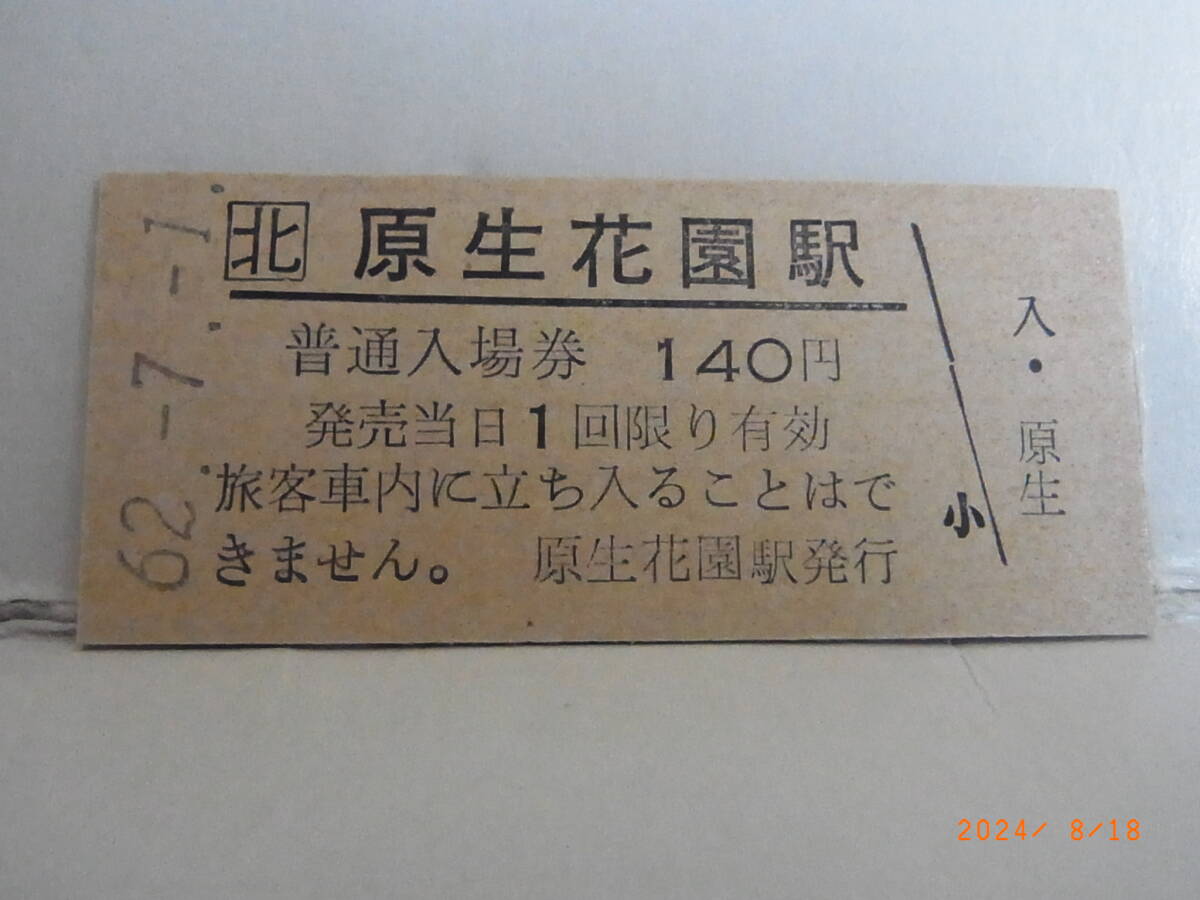 62.-7.-1
北 原生花園駅
普通入場券 140円
発売当日1回限り有効
旅客車内に立ち入ることはで
きません。 原生花園駅発行
小
入・原生
2024/ 8/18